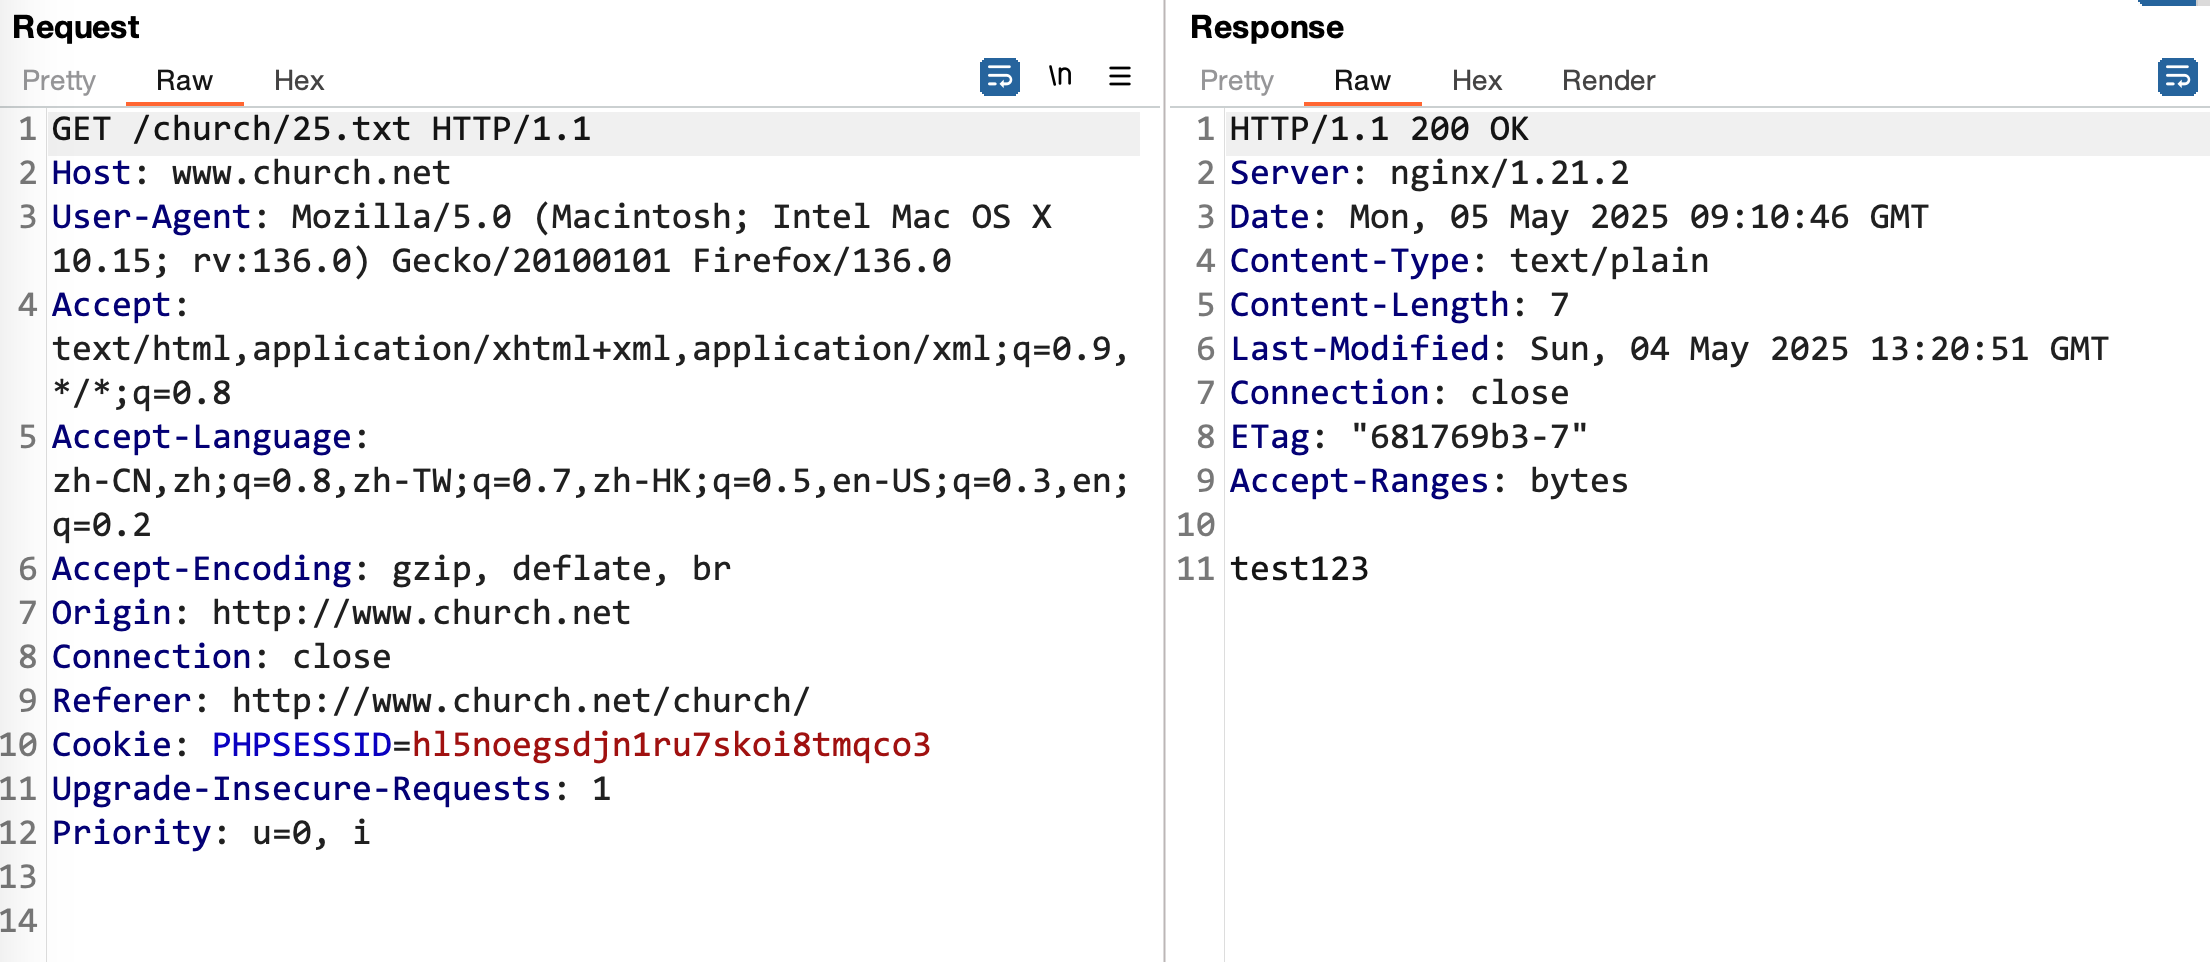 Request
Pretty Raw Hex
\n
1 GET /church/25.txt HTTP/1.1
2 Host: www.church.net
3 User-Agent: Mozilla/5.0 (Macintosh; Intel Mac OS X
10.15; rv:136.0) Gecko/20100101 Firefox/136.0
4 Accept:
text/html,application/xhtml+xml,application/xml;q=0.9,
*/*;q=0.8
5 Accept-Language:
zh-CN,zh;q=0.8,zh-TW;q=0.7,zh-HK;q=0.5,en-US;q=0.3,en;
q=0.2
6 Accept-Encoding: gzip, deflate, br
7 Origin: http://www.church.net
8 Connection: close
9 Referer: http://www.church.net/church/
10 Cookie: PHPSESSID=hl5noegsdjn1ru7skoi8tmqco3
11 Upgrade-Insecure-Requests: 1
12 Priority: u=0, i
13
14
Response
Pretty Raw Hex Render
1 HTTP/1.1 200 OK
2 Server: nginx/1.21.2
3 Date: Mon, 05 May 2025 09:10:46 GMT
4 Content-Type: text/plain
5 Content-Length: 7
6 Last-Modified: Sun, 04 May 2025 13:20:51 GMT
7 Connection: close
8 ETag: "681769b3-7"
9 Accept-Ranges: bytes
10
11 test123